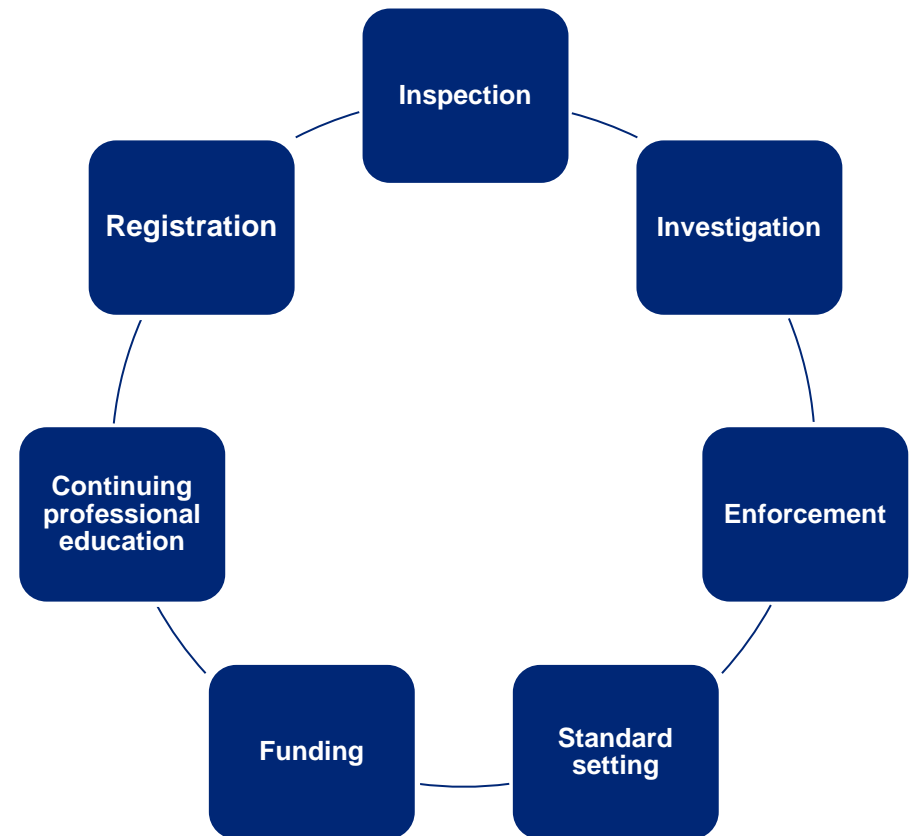 Inspection
Investigation
Enforcement
Standard
setting
Funding
Continuing
professional
education
Registration